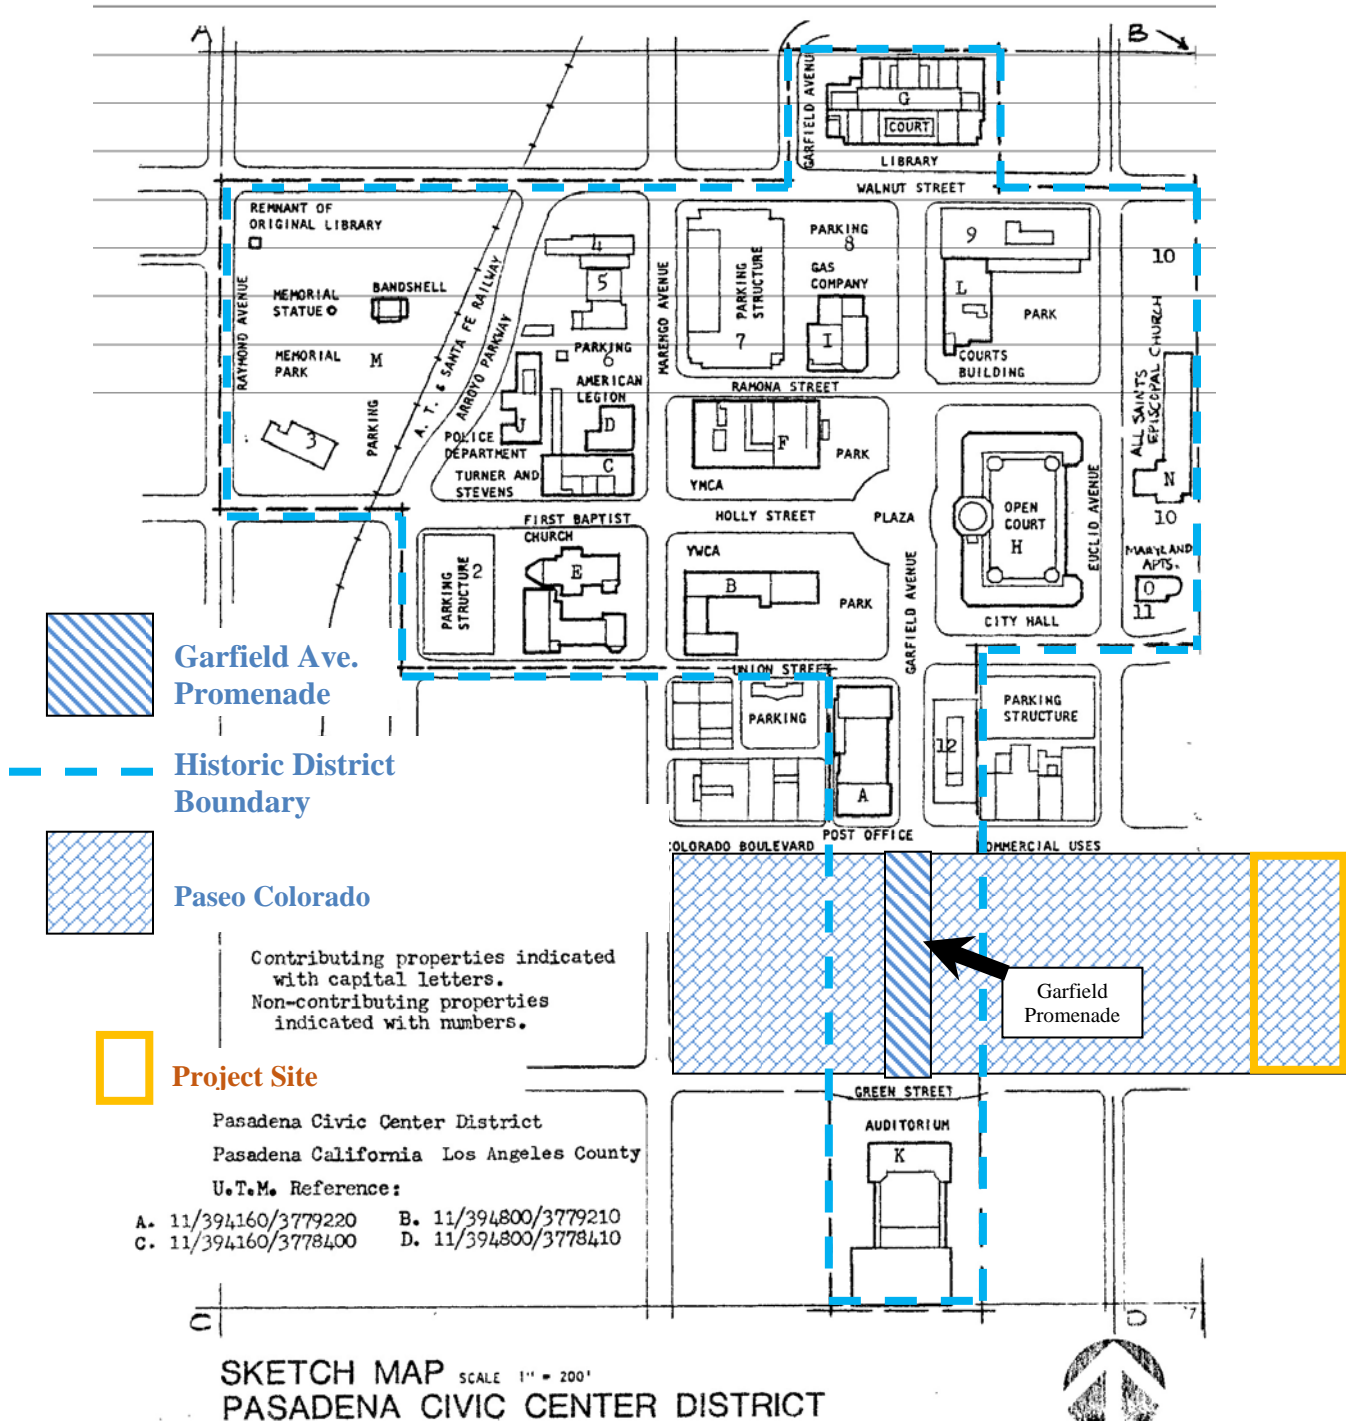 A
B
GARFIELD AVENUE
G
COURT
LIBRARY
WALNUT STREET
REMNANT OF
ORIGINAL LIBRARY
RAYMOND AVENUE
MEMORIAL
STATUE
BANDSHELL
MEMORIAL
PARK
M
3
PARKING
A. T. & SANTA FE RAILWAY
ARROYO PARKWAY
4
5
PARKING
6
AMERICAN
LEGION
J
D
POLICE
DEPARTMENT
C
TURNER AND
STEVENS
MARENGO AVENUE
PARKING
STRUCTURE
7
PARKING
8
GAS
COMPANY
I
RAMONA STREET
9
L
PARK
COURTS
BUILDING
10
ALL SAINTS
EPISCOPAL CHURCH
N
10
F
PARK
YMCA
HOLLY STREET
PLAZA
OPEN
COURT
H
EUCLID AVENUE
MARYLAND
APTS.
O
11
CITY HALL
FIRST BAPTIST
CHURCH
E
PARKING
STRUCTURE
2
YWCA
B
PARK
GARFIELD AVENUE
UNION STREET
PARKING
A
12
PARKING
STRUCTURE
POST OFFICE
COLORADO BOULEVARD
COMMERCIAL USES
Garfield Ave.
Promenade
Historic District
Boundary
Paseo Colorado
Contributing properties indicated
with capital letters.
Non-contributing properties
indicated with numbers.
Garfield
Promenade
Project Site
GREEN STREET
AUDITORIUM
K
Pasadena Civic Center District
Pasadena California Los Angeles County
U.T.M. Reference:
A. 11/394160/3779220 B. 11/394800/3779210
C. 11/394160/3778400 D. 11/394800/3778410
C
D
7
SKETCH MAP SCALE 1" = 200'
PASADENA CIVIC CENTER DISTRICT